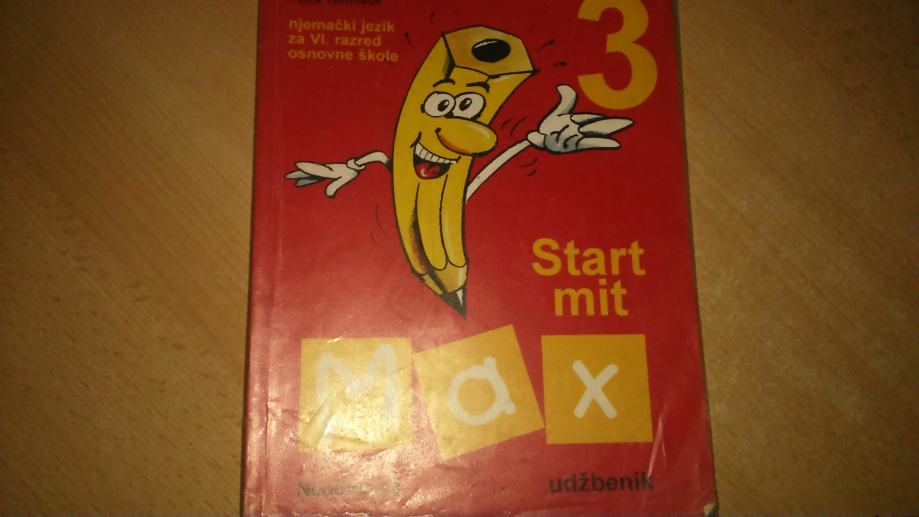 njemački jezik
za VI. razred
osnovne škole
3
Start
mit
Max
udžbenik